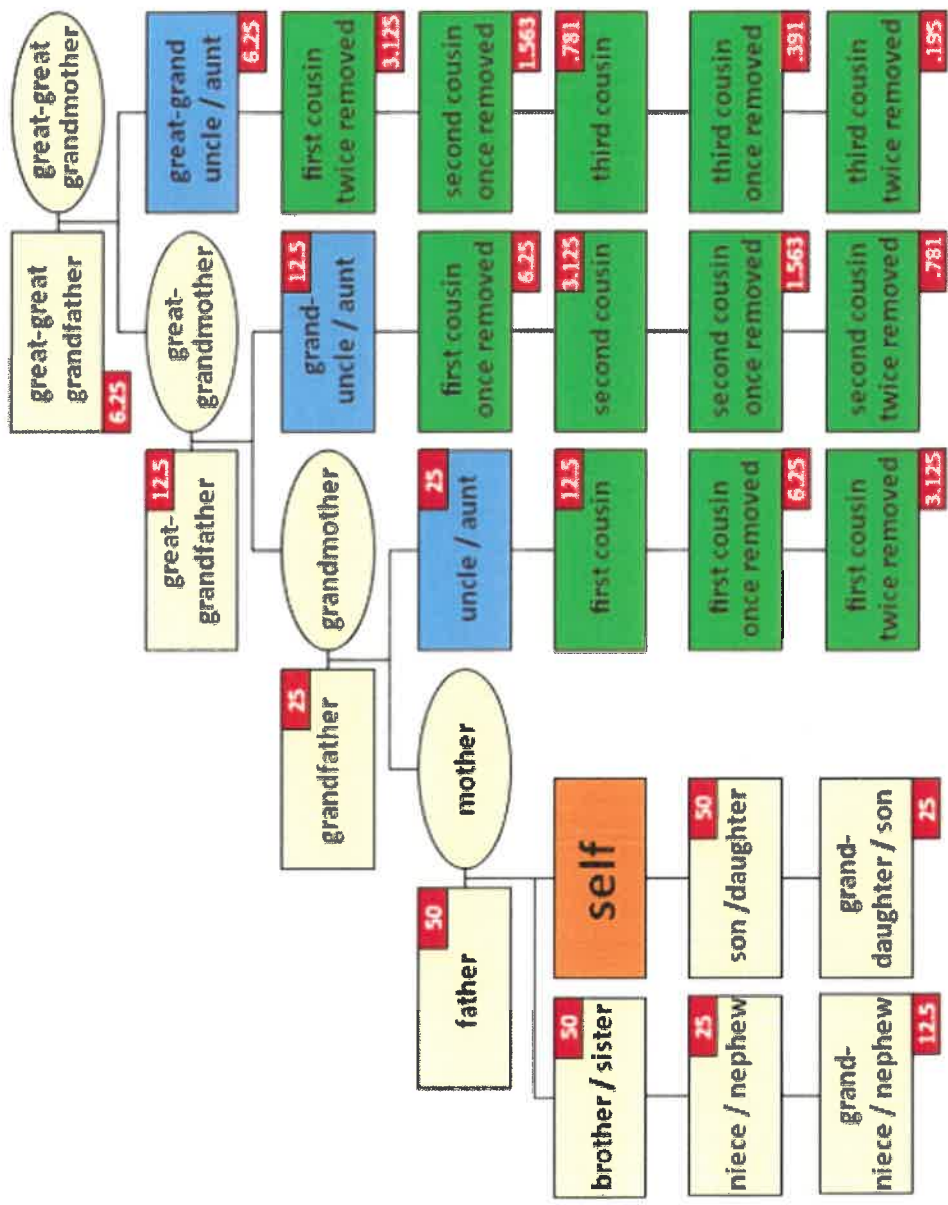 great-great
grandfather
6.25
great-great
grandmother
12.5
great-
grandfather
great-
grandmother
great-grand
uncle / aunt
6.25
25
grandfather
grandmother
12.5
grand-
uncle / aunt
first cousin
twice removed
3.125
50
father
mother
25
uncle / aunt
first cousin
once removed
6.25
second cousin
once removed
1.563
50
brother / sister
self
12.5
first cousin
3.125
second cousin
.781
third cousin
25
niece / nephew
50
son /daughter
first cousin
once removed
6.25
second cousin
once removed
1.563
third cousin
once removed
.391
grand-
niece / nephew
12.5
grand-
daughter / son
25
first cousin
twice removed
3.125
second cousin
twice removed
.781
third cousin
twice removed
.195